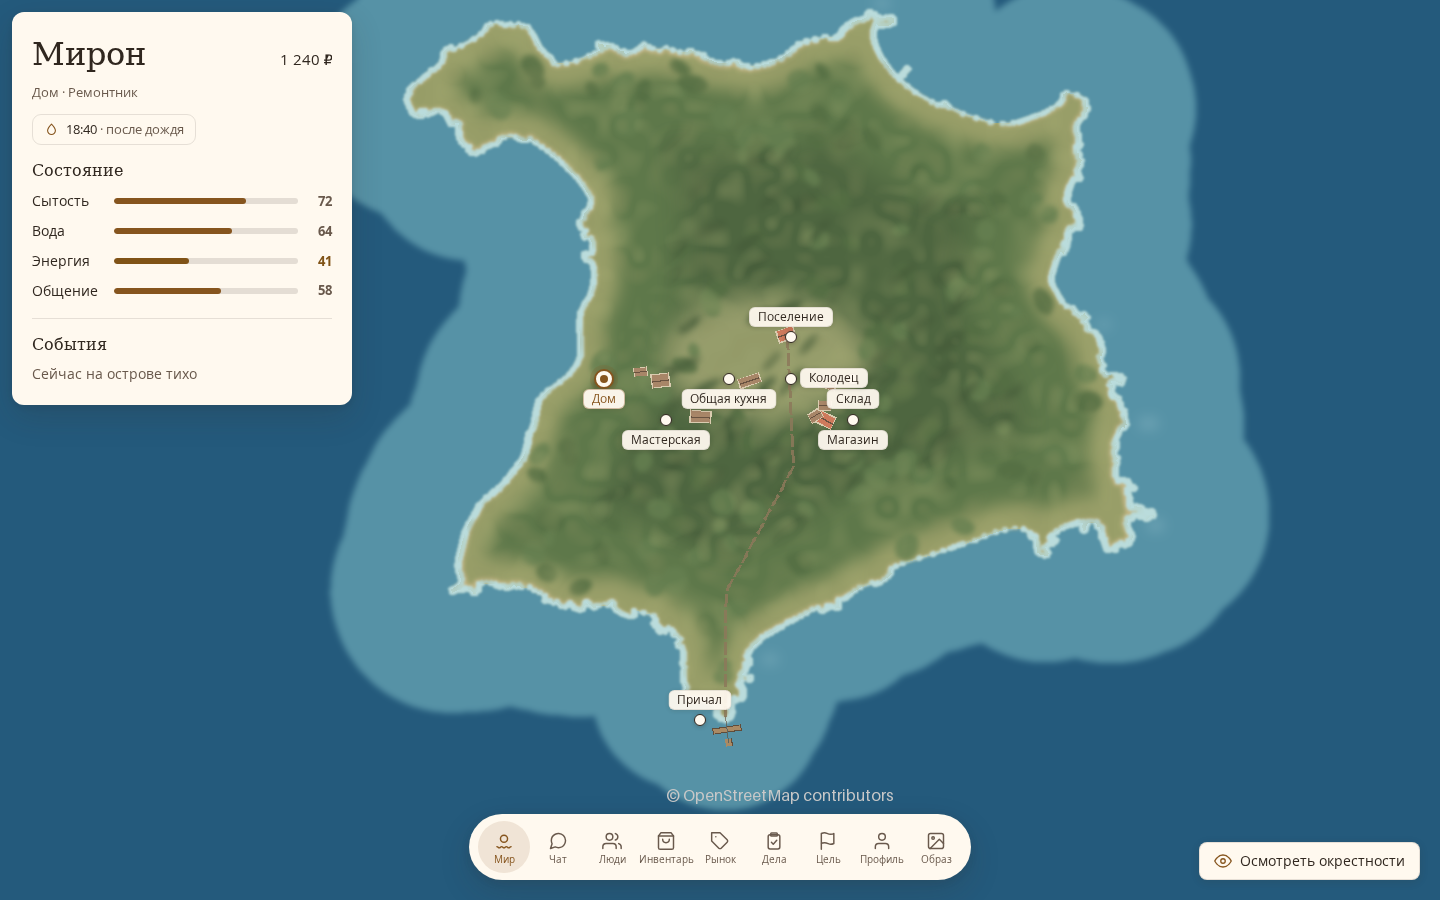 Мирон
1 240 ₽
Дом · Ремонтник
18:40 · после дождя
Состояние
Сытость 72
Вода 64
Энергия 41
Общение 58
События
Сейчас на острове тихо
Поселение
Колодец
Дом
Общая кухня
Склад
Мастерская
Магазин
Причал
© OpenStreetMap contributors
Мир
Чат
Люди
Инвентарь
Рынок
Дела
Цель
Профиль
Образ
Осмотреть окрестности